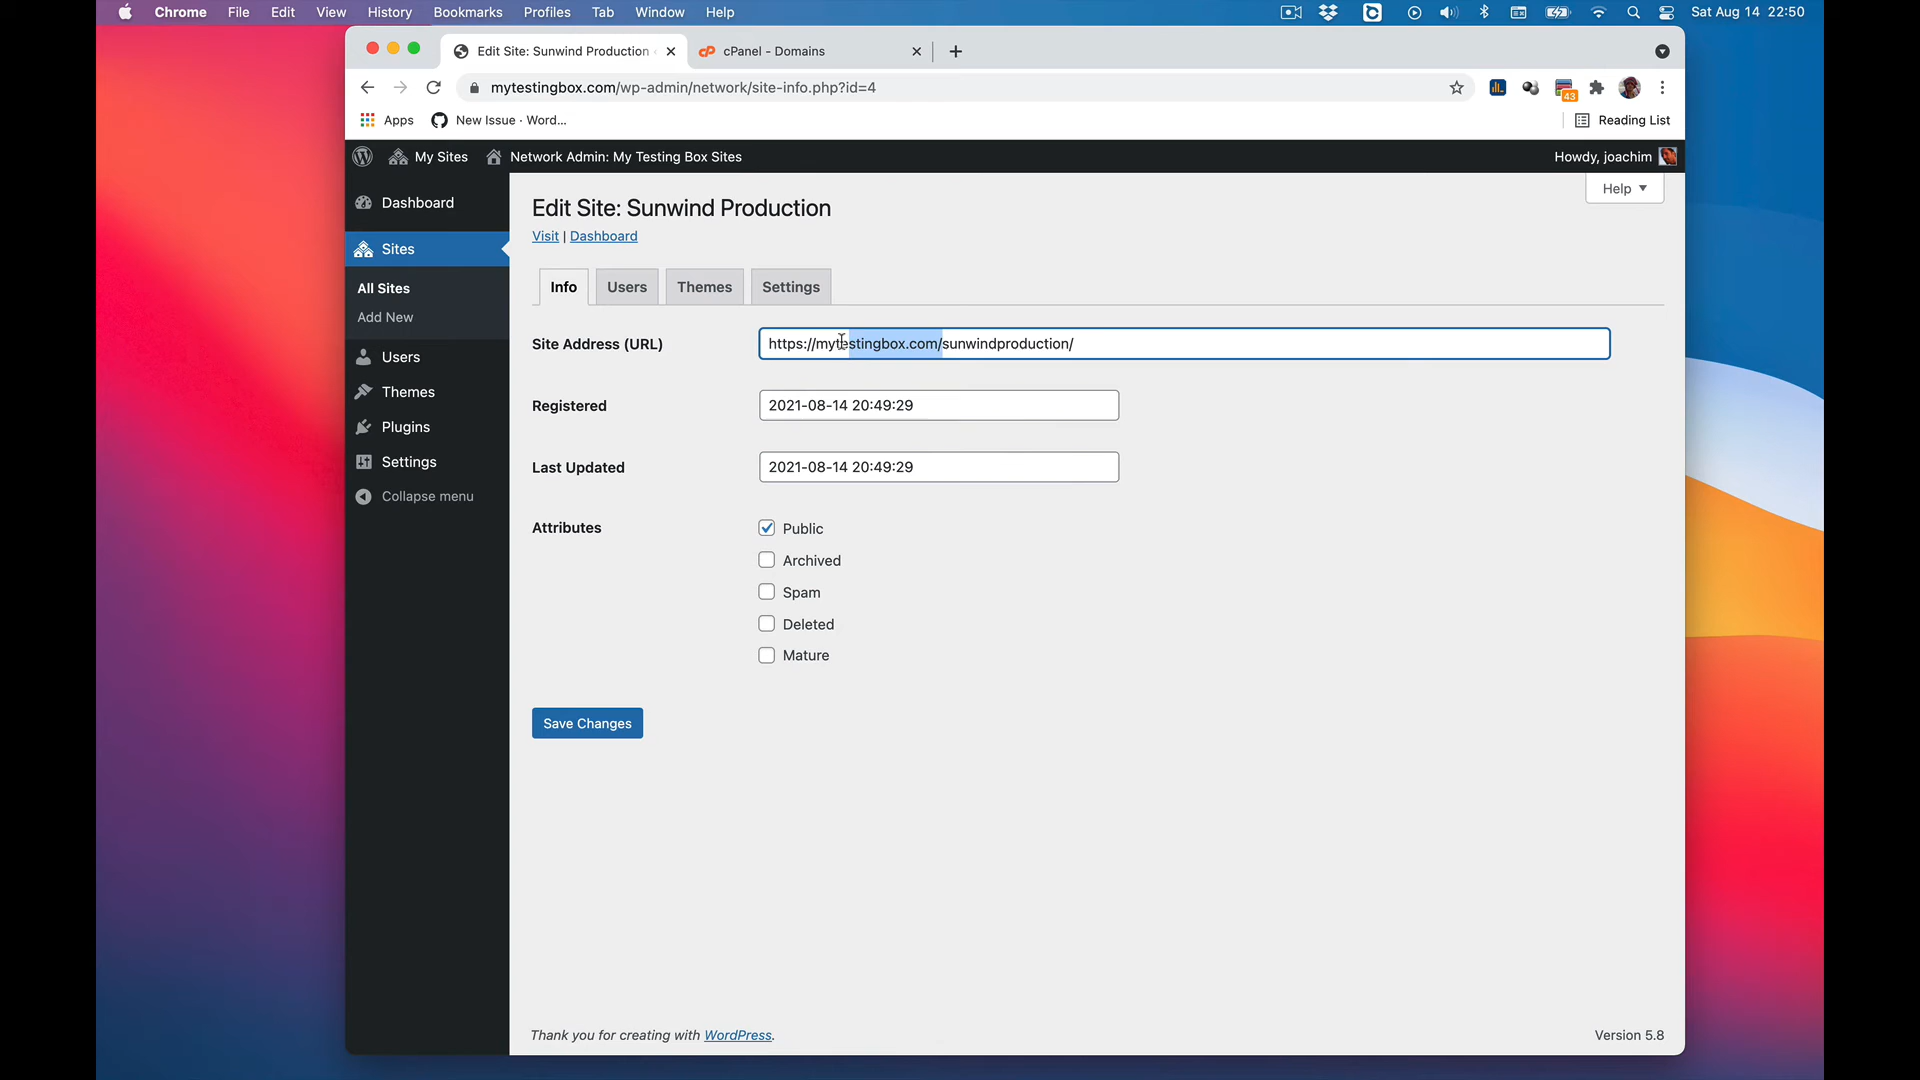 Chrome File Edit View History Bookmarks Profiles Tab Window Help Sat Aug 14 22:50
Edit Site: Sunwind Production cPanel - Domains
mytestingbox.com/wp-admin/network/site-info.php?id=4 43
Apps New Issue · Word... Reading List
My Sites Network Admin: My Testing Box Sites Howdy, joachim
Help
Dashboard
Sites
All Sites
Add New
Users
Themes
Plugins
Settings
Collapse menu
Edit Site: Sunwind Production
Visit | Dashboard
Info Users Themes Settings
Site Address (URL) https://mytestingbox.com/sunwindproduction/
Registered 2021-08-14 20:49:29
Last Updated 2021-08-14 20:49:29
Attributes Public
Archived
Spam
Deleted
Mature
Save Changes
Thank you for creating with WordPress. Version 5.8